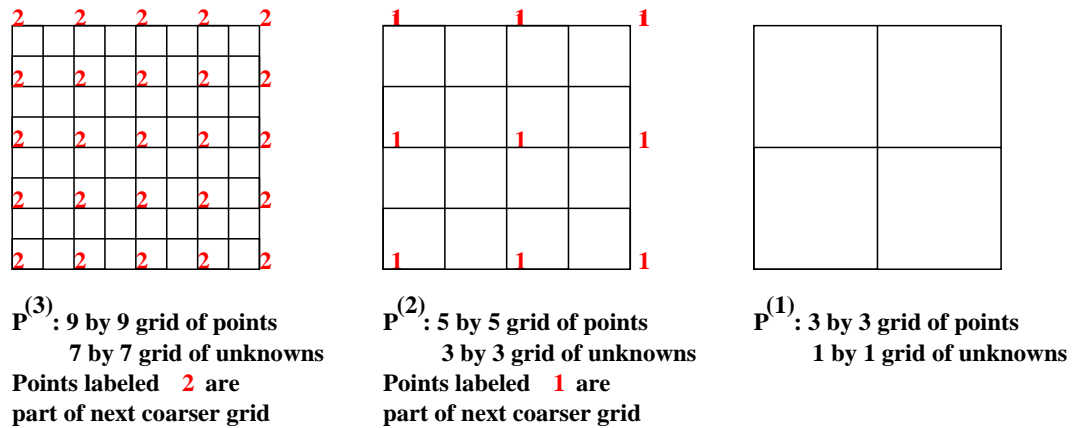 2 2 2 2 2
2 2 2 2 2
2 2 2 2 2
2 2 2 2 2
2 2 2 2 2
P(3): 9 by 9 grid of points
7 by 7 grid of unknowns
Points labeled 2 are
part of next coarser grid
1 1 1
1 1 1
1 1 1
P(2): 5 by 5 grid of points
3 by 3 grid of unknowns
Points labeled 1 are
part of next coarser grid
P(1): 3 by 3 grid of points
1 by 1 grid of unknowns